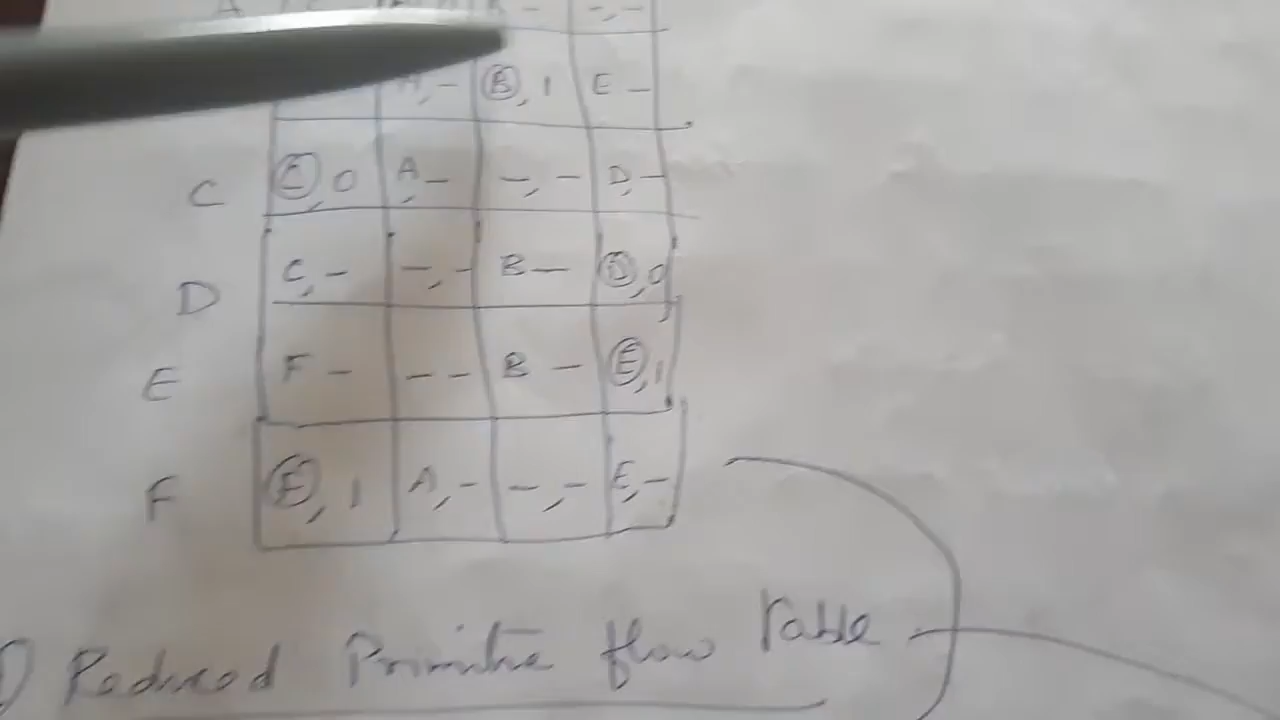 A, - (B), 1 E -
C (C), 0 A, - -, - D, -
D C, - -, - B - (D), 0
E F - - - B - (E), 1
F (F), 1 A, - -, - E, -
Reduced Primitive flow Table